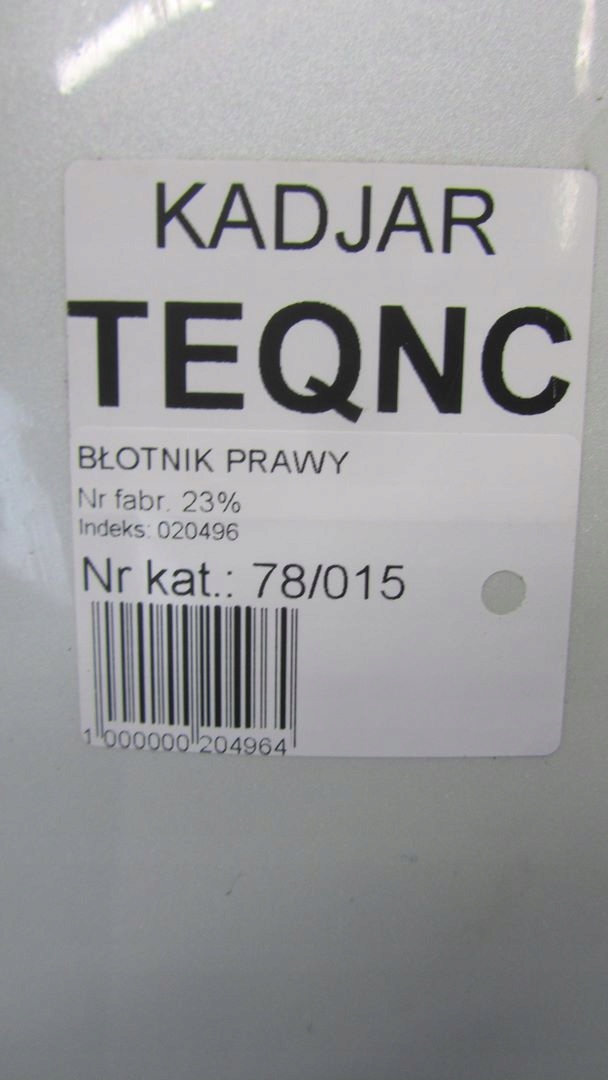 KADJAR
TEQNC
BŁOTNIK PRAWY
Nr fabr. 23%
Indeks: 020496
Nr kat.: 78/015
1 000000 204964